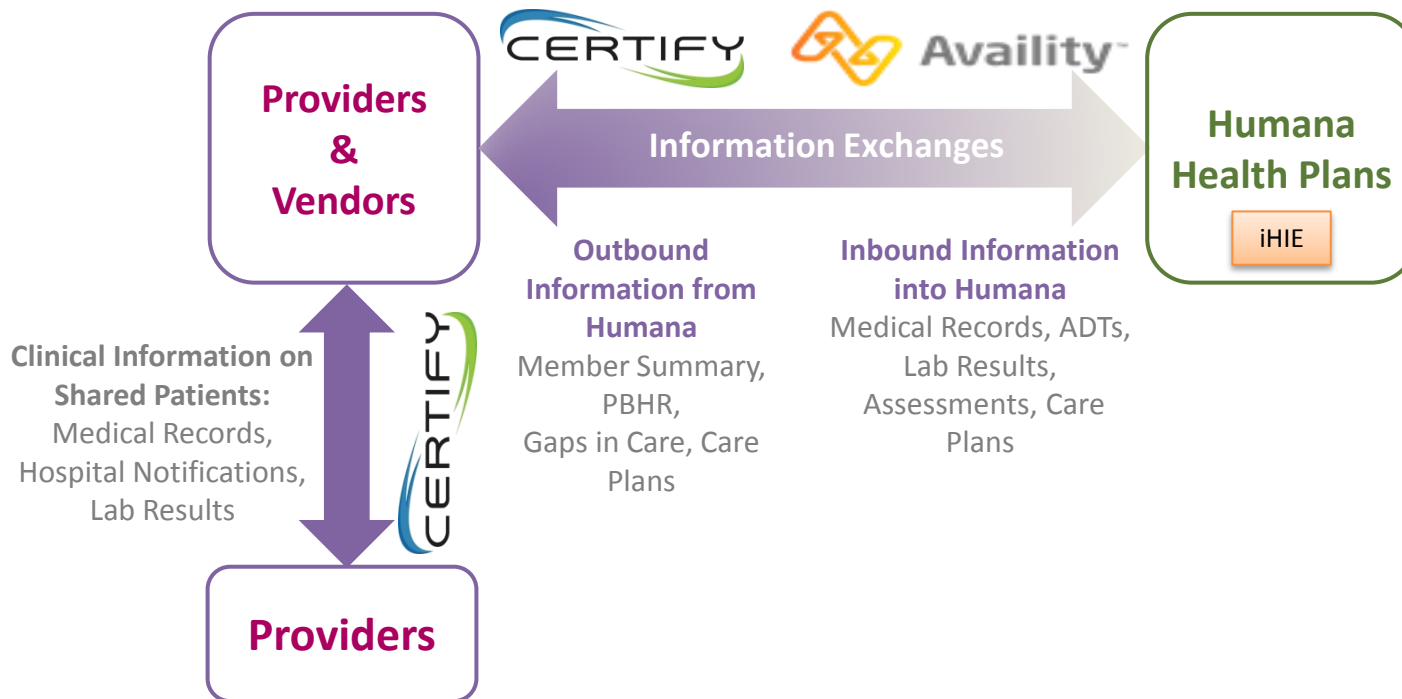 CERTIFY
Availity™
Providers
&
Vendors
Information Exchanges
Humana
Health Plans
iHIE
Outbound
Information from
Humana
Member Summary,
PBHR,
Gaps in Care, Care
Plans
Inbound Information
into Humana
Medical Records, ADTs,
Lab Results,
Assessments, Care
Plans
Clinical Information on
Shared Patients:
Medical Records,
Hospital Notifications,
Lab Results
CERTIFY
Providers